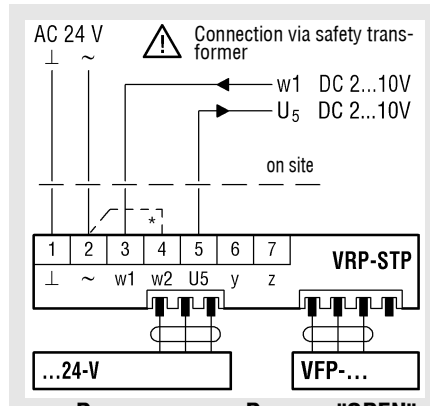 AC 24 V
⊥ ~
Connection via safety trans-
former
w1 DC 2...10V
U5 DC 2...10V
on site
*
1 2 3 4 5 6 7
⊥ ~ w1 w2 U5 y z
VRP-STP
...24-V
VFP-...
"OPEN"